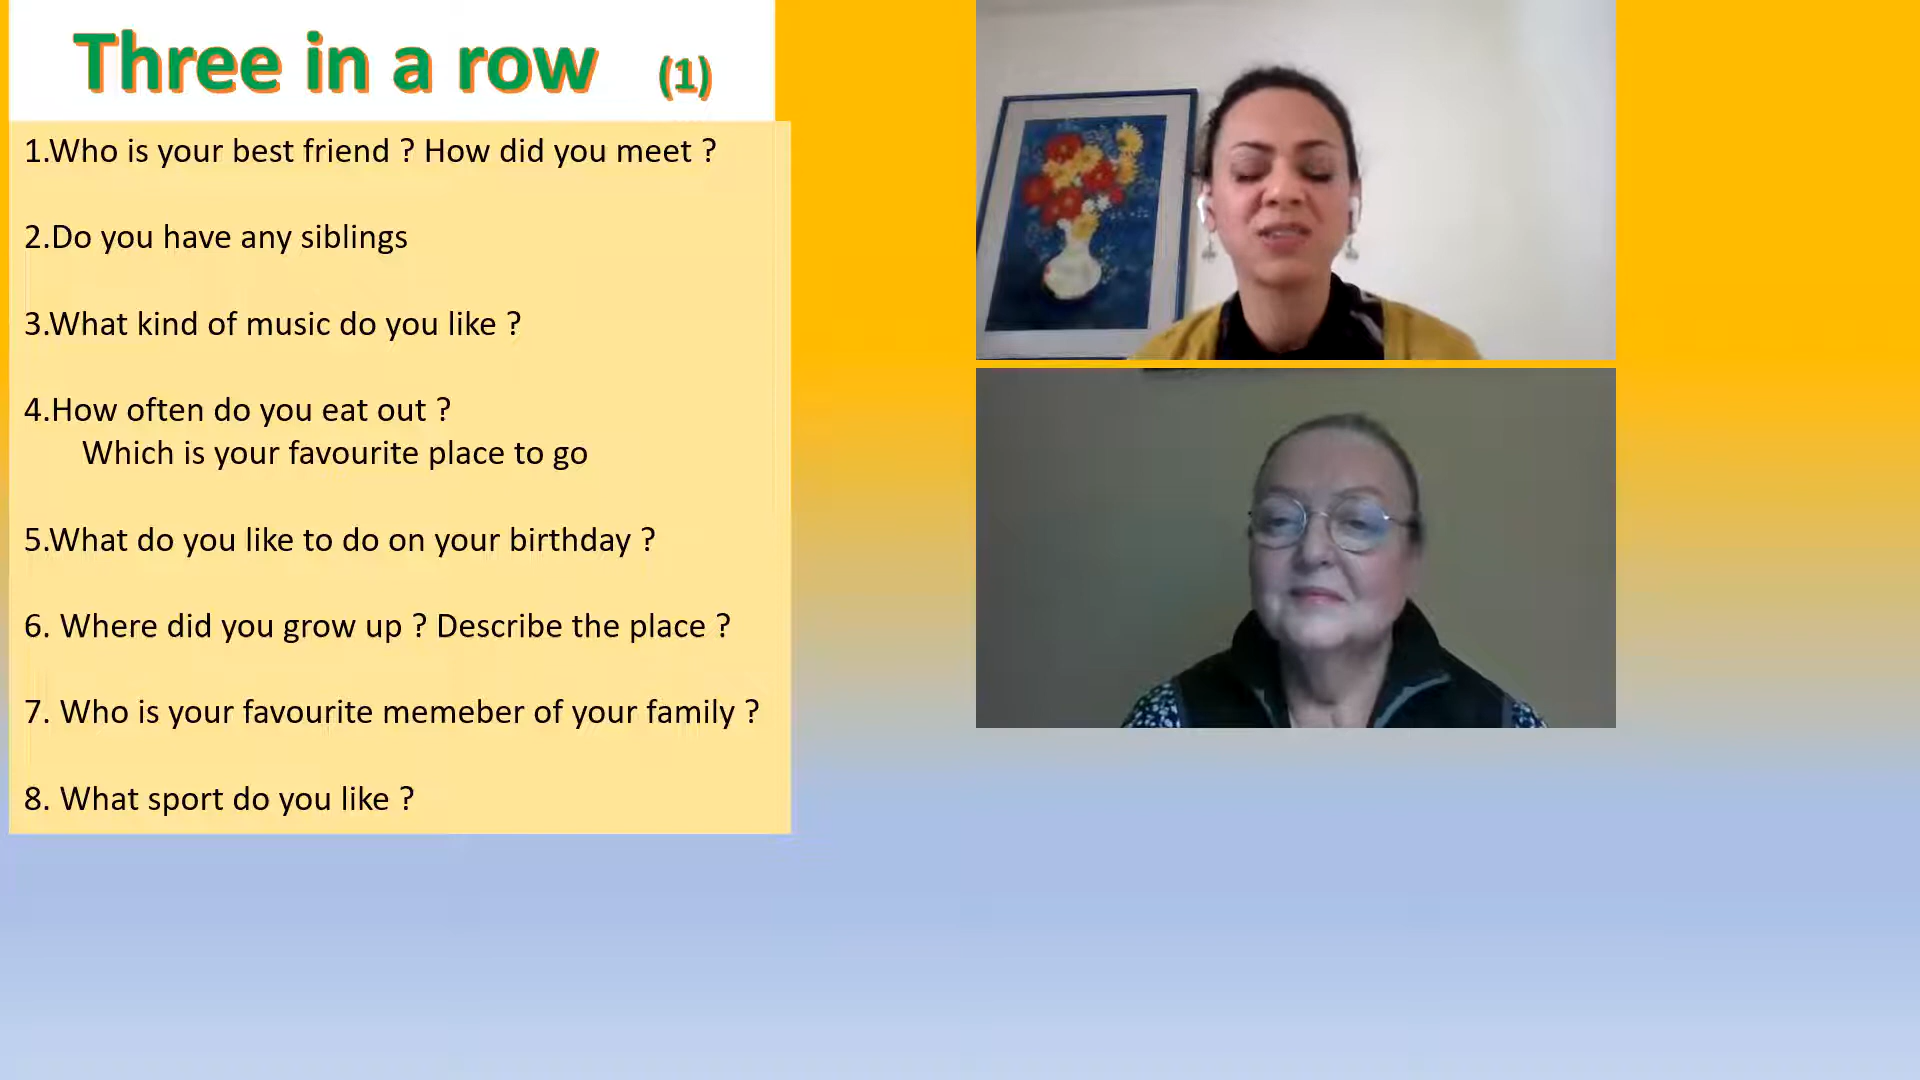 Three in a row (1)
1.Who is your best friend ? How did you meet ?
2.Do you have any siblings
3.What kind of music do you like ?
4.How often do you eat out ?
Which is your favourite place to go
5.What do you like to do on your birthday ?
6. Where did you grow up ? Describe the place ?
7. Who is your favourite memeber of your family ?
8. What sport do you like ?